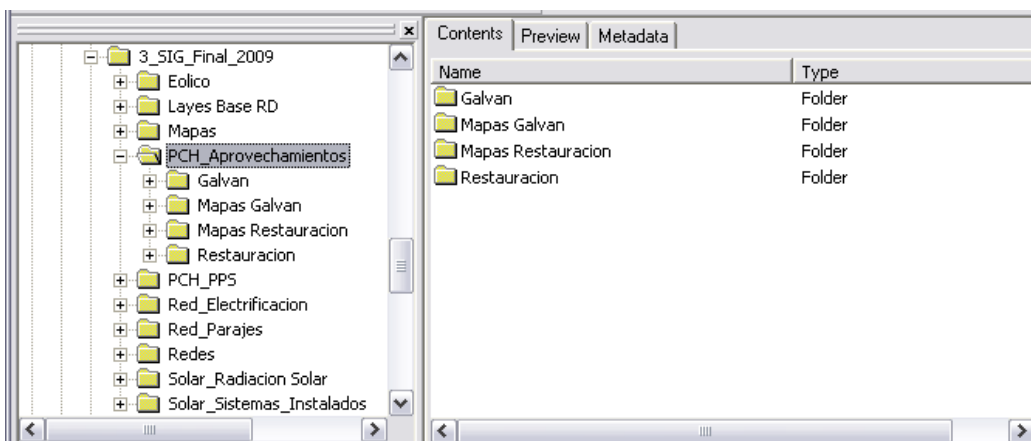 3_SIG_Final_2009
Eolico
Layes Base RD
Mapas
PCH_Aprovechamientos
Galvan
Mapas Galvan
Mapas Restauracion
Restauracion
PCH_PPS
Red_Electrificacion
Red_Parajes
Redes
Solar_Radiacion Solar
Solar_Sistemas_Instalados
Contents Preview Metadata
Name Type
Galvan Folder
Mapas Galvan Folder
Mapas Restauracion Folder
Restauracion Folder